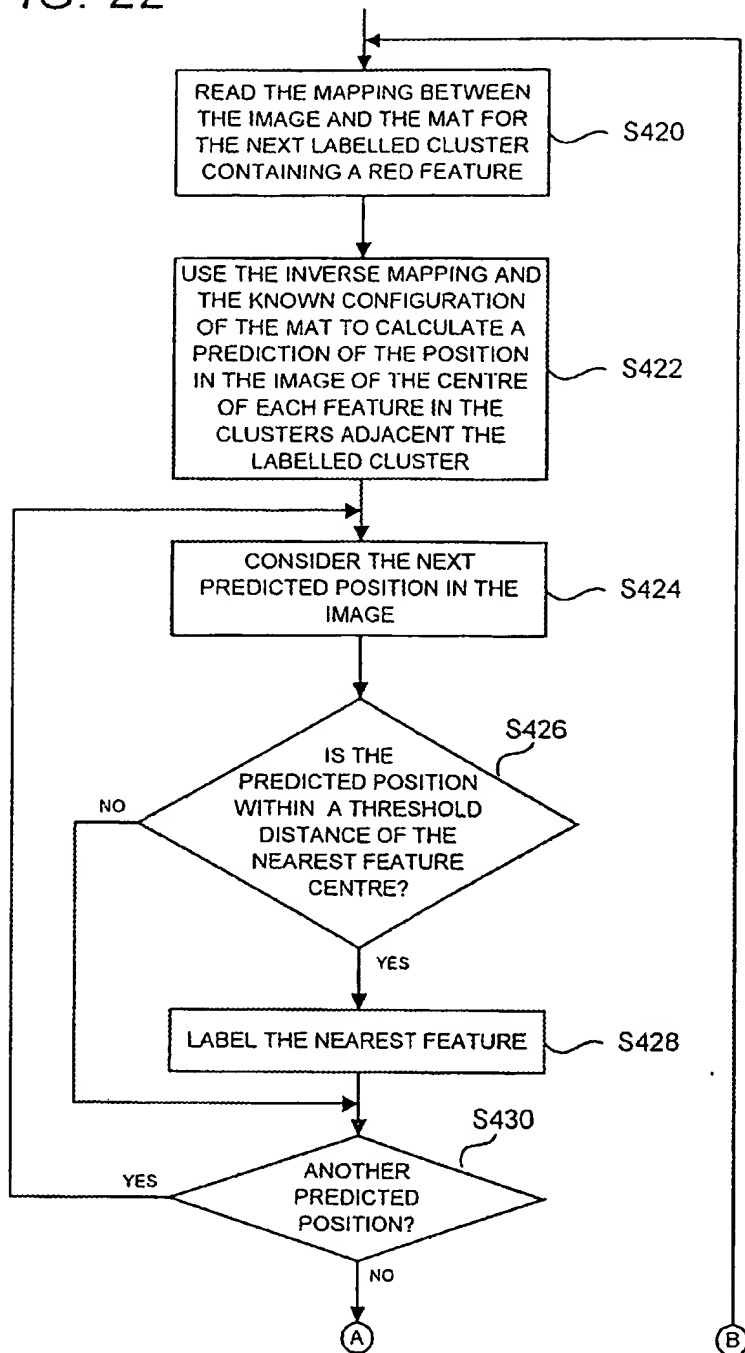 FIG. 22
READ THE MAPPING BETWEEN
THE IMAGE AND THE MAT FOR
THE NEXT LABELLED CLUSTER
CONTAINING A RED FEATURE
S420
USE THE INVERSE MAPPING AND
THE KNOWN CONFIGURATION
OF THE MAT TO CALCULATE A
PREDICTION OF THE POSITION
IN THE IMAGE OF THE CENTRE
OF EACH FEATURE IN THE
CLUSTERS ADJACENT THE
LABELLED CLUSTER
S422
CONSIDER THE NEXT
PREDICTED POSITION IN THE
IMAGE
S424
S426
IS THE
PREDICTED POSITION
WITHIN A THRESHOLD
DISTANCE OF THE
NEAREST FEATURE
CENTRE?
NO
YES
LABEL THE NEAREST FEATURE
S428
S430
ANOTHER
PREDICTED
POSITION?
YES
NO
A
B